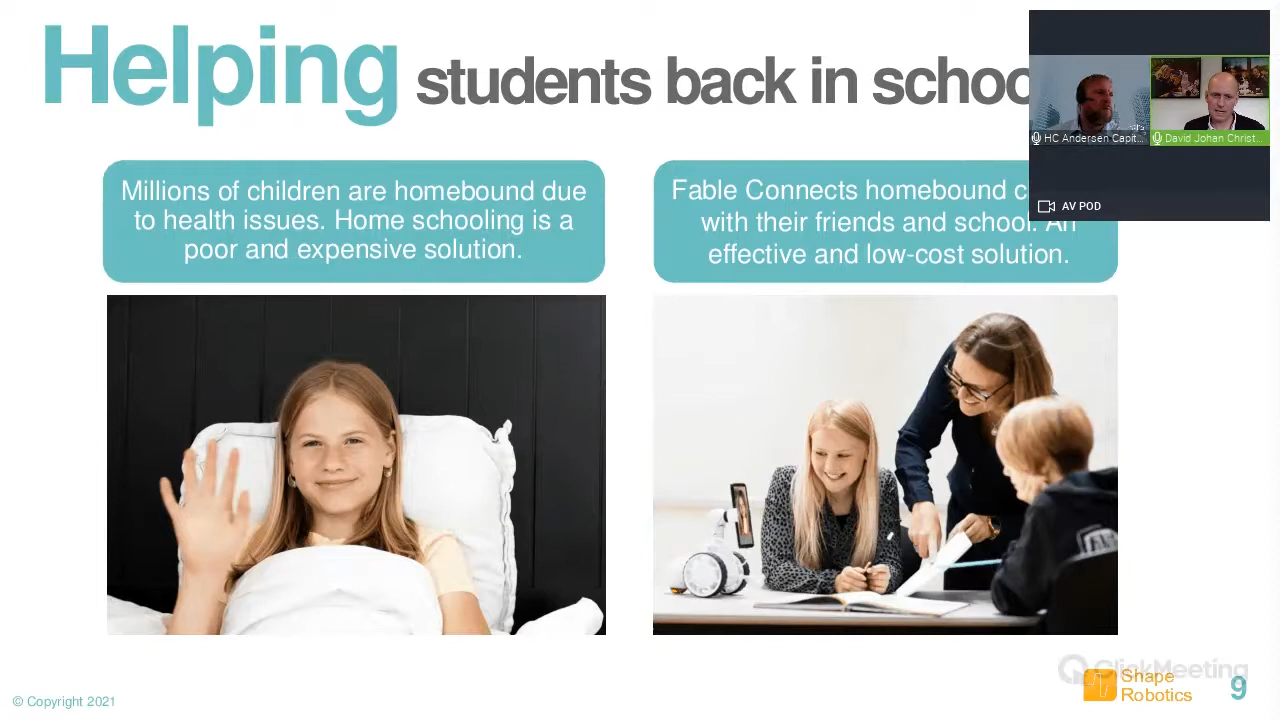 Helping students back in schoo
Millions of children are homebound due
to health issues. Home schooling is a
poor and expensive solution.
Fable Connects homebound c
with their friends and school. An
effective and low-cost solution.
HC Andersen Capit...
David Johan Christ...
AV POD
ClickMeeting
Shape
Robotics
© Copyright 2021
9